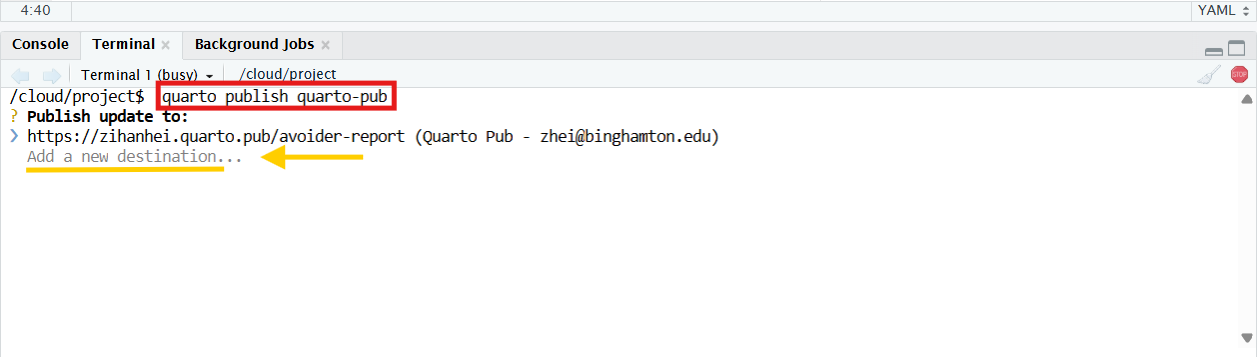 4:40 YAML
Console Terminal Background Jobs
Terminal 1 (busy) /cloud/project STOP
/cloud/project$ quarto publish quarto-pub
? Publish update to:
❯ https://zihanhei.quarto.pub/avoider-report (Quarto Pub - zhei@binghamton.edu)
Add a new destination...